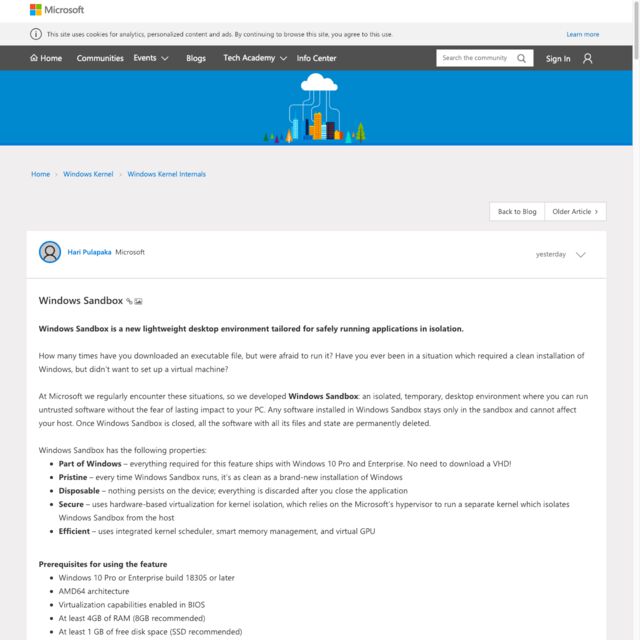 Microsoft
This site uses cookies for analytics, personalized content and ads. By continuing to browse this site, you agree to this use.
Learn more
Home Communities Events Blogs Tech Academy Info Center
Search the community
Sign In
Home › Windows Kernel › Windows Kernel Internals
Back to Blog
Older Article ›
Hari Pulapaka Microsoft
yesterday
Windows Sandbox
Windows Sandbox is a new lightweight desktop environment tailored for safely running applications in isolation.
How many times have you downloaded an executable file, but were afraid to run it? Have you ever been in a situation which required a clean installation of
Windows, but didn't want to set up a virtual machine?
At Microsoft we regularly encounter these situations, so we developed Windows Sandbox: an isolated, temporary, desktop environment where you can run
untrusted software without the fear of lasting impact to your PC. Any software installed in Windows Sandbox stays only in the sandbox and cannot affect
your host. Once Windows Sandbox is closed, all the software with all its files and state are permanently deleted.
Windows Sandbox has the following properties:
• Part of Windows – everything required for this feature ships with Windows 10 Pro and Enterprise. No need to download a VHD!
• Pristine – every time Windows Sandbox runs, it's as clean as a brand-new installation of Windows
• Disposable – nothing persists on the device; everything is discarded after you close the application
• Secure – uses hardware-based virtualization for kernel isolation, which relies on the Microsoft's hypervisor to run a separate kernel which isolates
Windows Sandbox from the host
• Efficient – uses integrated kernel scheduler, smart memory management, and virtual GPU
Prerequisites for using the feature
• Windows 10 Pro or Enterprise build 18305 or later
• AMD64 architecture
• Virtualization capabilities enabled in BIOS
• At least 4GB of RAM (8GB recommended)
• At least 1 GB of free disk space (SSD recommended)